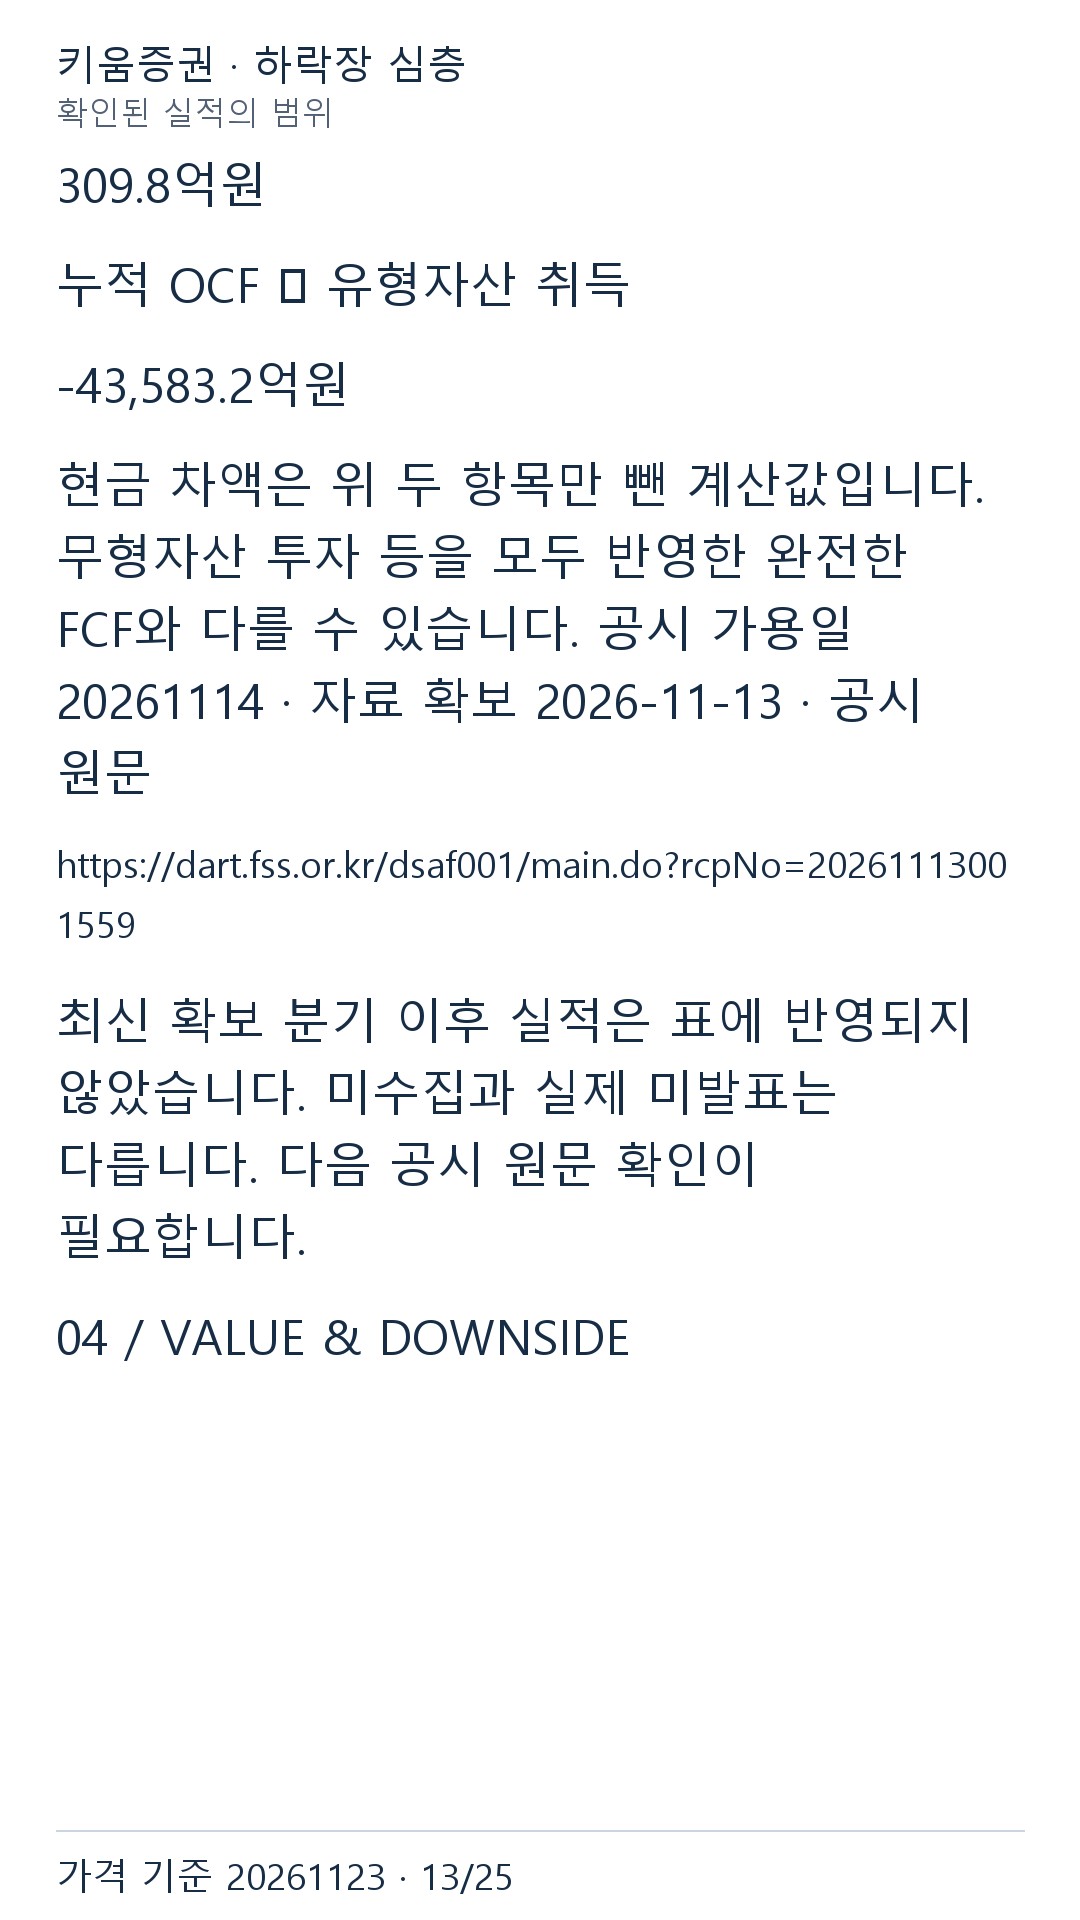 키움증권 · 하락장 심층
확인된 실적의 범위
309.8억원
누적 OCF □ 유형자산 취득
-43,583.2억원
현금 차액은 위 두 항목만 뺀 계산값입니다.
무형자산 투자 등을 모두 반영한 완전한
FCF와 다를 수 있습니다. 공시 가용일
20261114 · 자료 확보 2026-11-13 · 공시
원문
https://dart.fss.or.kr/dsaf001/main.do?rcpNo=2026111300
1559
최신 확보 분기 이후 실적은 표에 반영되지
않았습니다. 미수집과 실제 미발표는
다릅니다. 다음 공시 원문 확인이
필요합니다.
04 / VALUE & DOWNSIDE
가격 기준 20261123 · 13/25